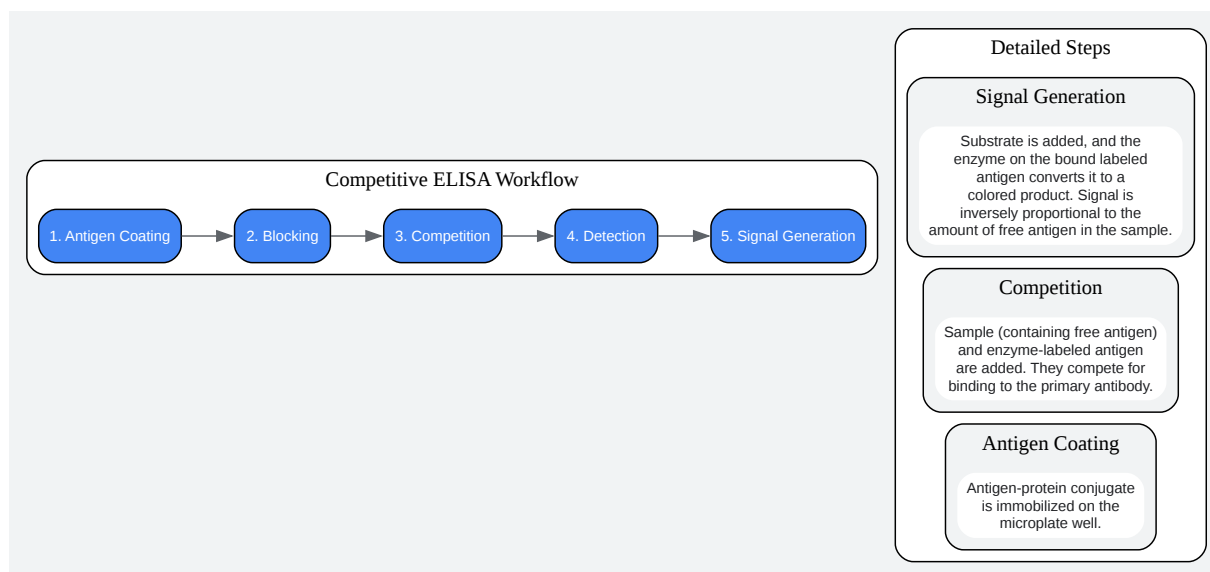 Competitive ELISA Workflow
1. Antigen Coating
2. Blocking
3. Competition
4. Detection
5. Signal Generation
Detailed Steps
Signal Generation
Substrate is added, and the
enzyme on the bound labeled
antigen converts it to a
colored product. Signal is
inversely proportional to the
amount of free antigen in the sample.
Competition
Sample (containing free antigen)
and enzyme-labeled antigen
are added. They compete for
binding to the primary antibody.
Antigen Coating
Antigen-protein conjugate
is immobilized on the
microplate well.